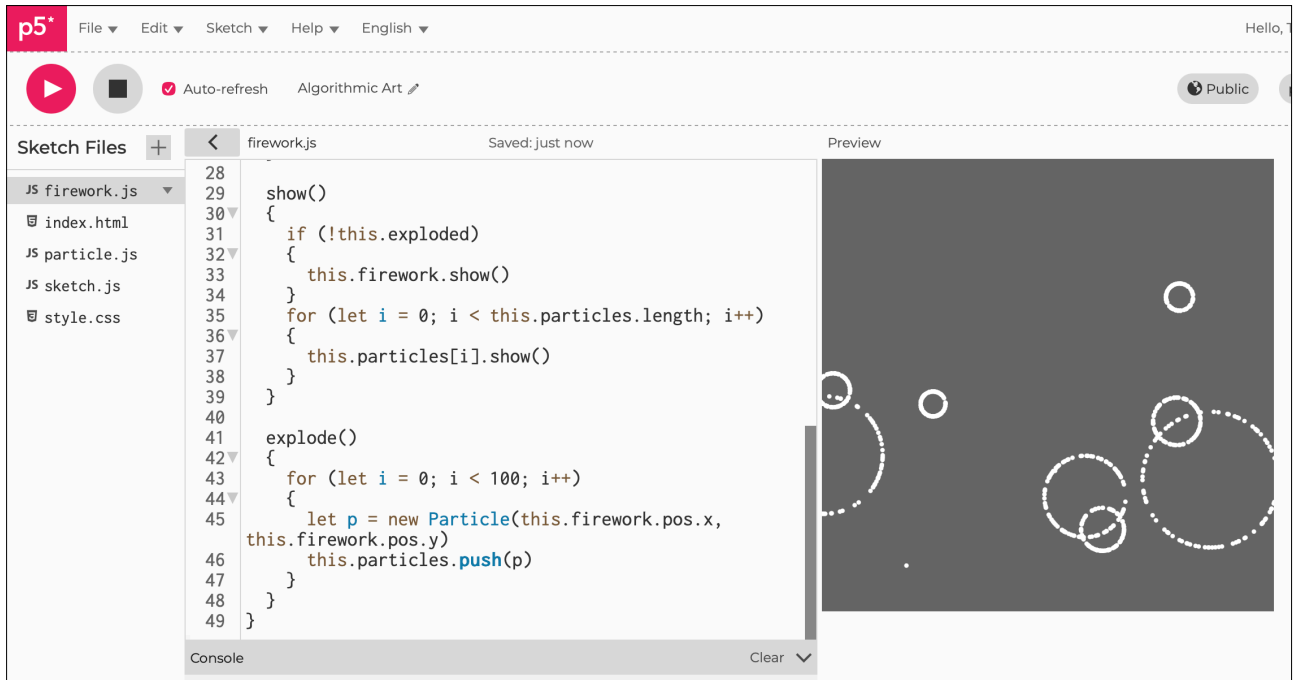 p5* File Edit Sketch Help English Hello,
Auto-refresh Algorithmic Art Public
Sketch Files + firework.js Saved: just now Preview
JS firework.js
index.html
JS particle.js
JS sketch.js
style.css
28
29 show()
30 {
31 if (!this.exploded)
32 {
33 this.firework.show()
34 }
35 for (let i = 0; i < this.particles.length; i++)
36 {
37 this.particles[i].show()
38 }
39 }
40
41 explode()
42 {
43 for (let i = 0; i < 100; i++)
44 {
45 let p = new Particle(this.firework.pos.x,
this.firework.pos.y)
46 this.particles.push(p)
47 }
48 }
49 }
Console Clear